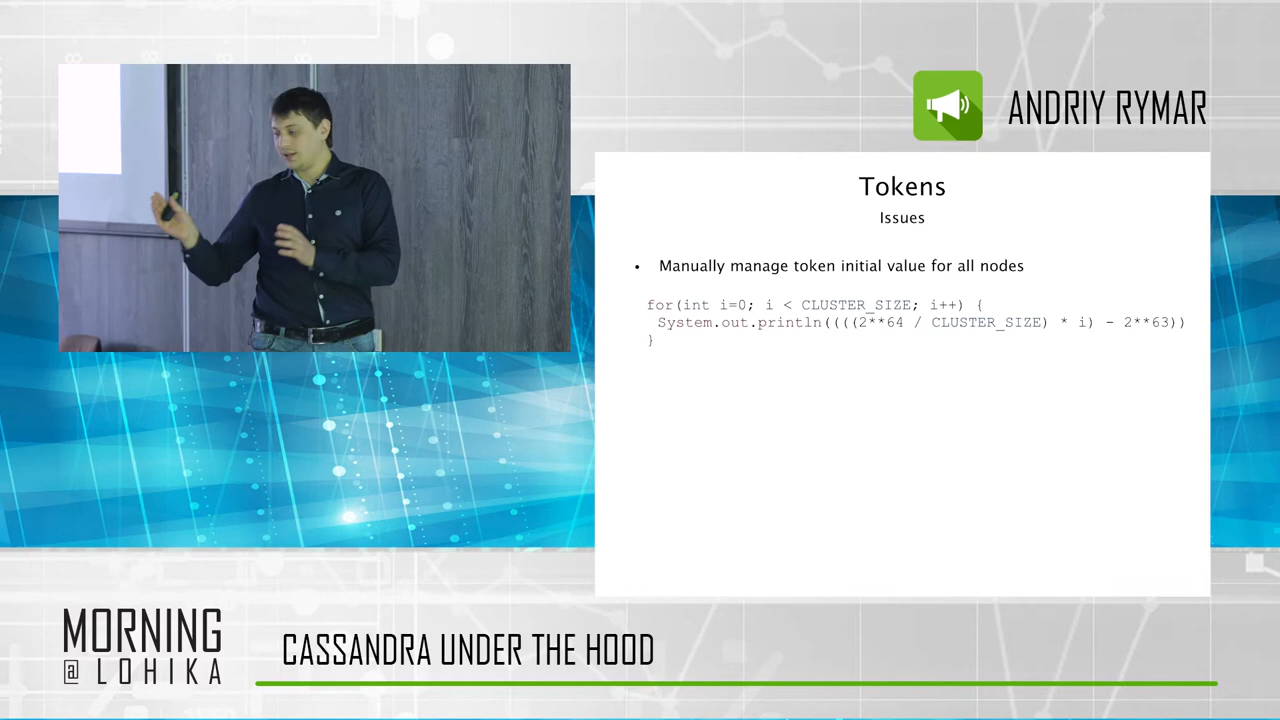 ANDRIY RYMAR
Tokens
Issues
• Manually manage token initial value for all nodes
for(int i=0; i < CLUSTER_SIZE; i++) {
System.out.println((((2**64 / CLUSTER_SIZE) * i) - 2**63))
}
MORNING
@ LOHIKA
CASSANDRA UNDER THE HOOD